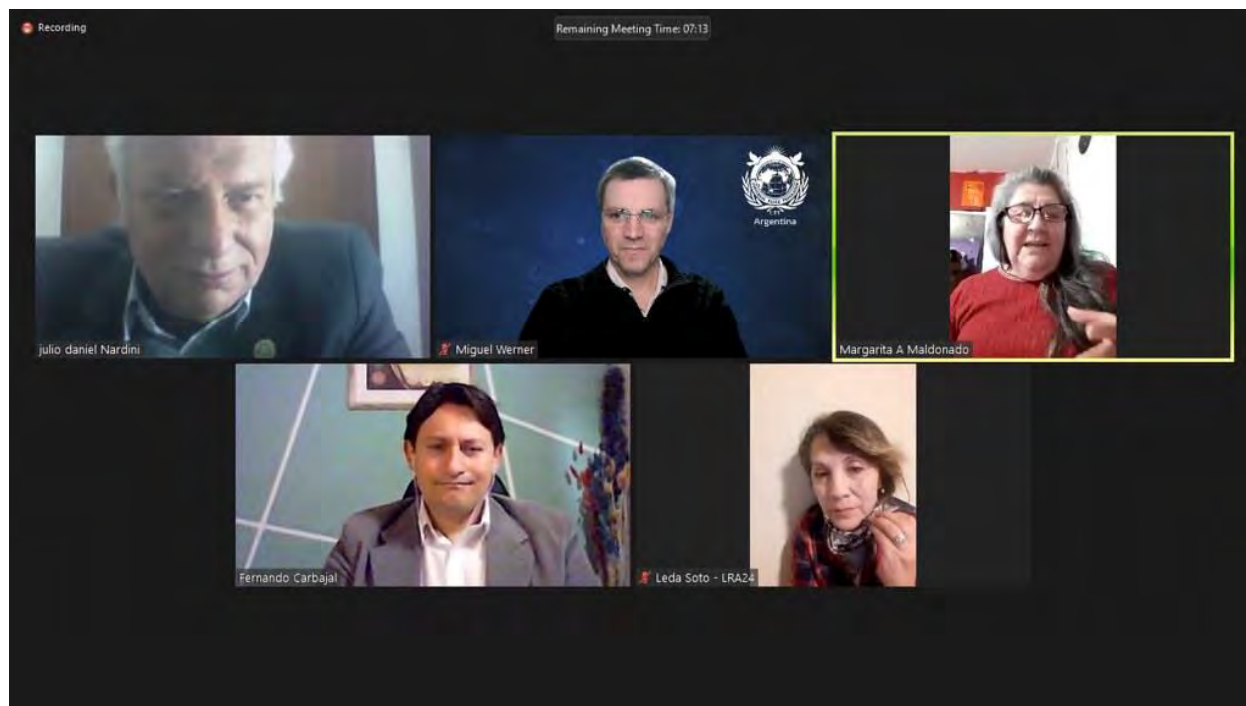 Recording
Remaining Meeting Time: 07:13
Argentina
julio daniel Nardini
Miguel Werner
Margarita A Maldonado
Fernando Carbajal
Leda Soto - LRA24